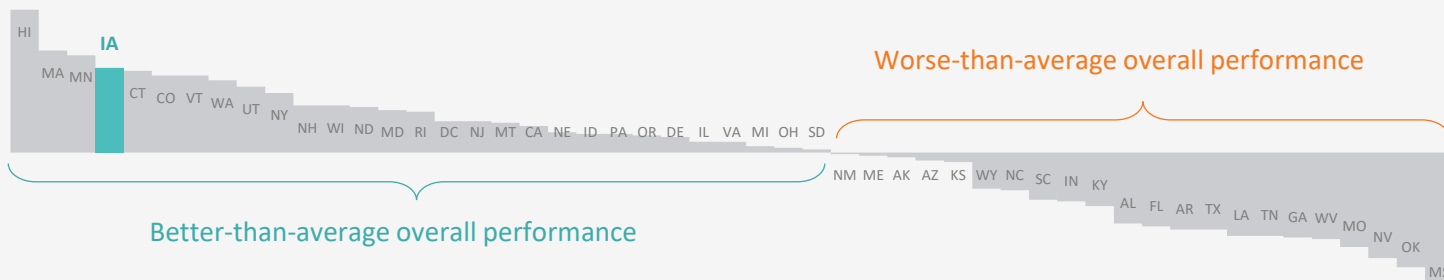 HI
MA
MN
IA
CT
CO
VT
WA
UT
NY
NH
WI
ND
MD
RI
DC
NJ
MT
CA
NE
ID
PA
OR
DE
IL
VA
MI
OH
SD
Worse-than-average overall performance
NM
ME
AK
AZ
KS
WY
NC
SC
IN
KY
AL
FL
AR
TX
LA
TN
GA
WV
MO
NV
OK
MS
Better-than-average overall performance